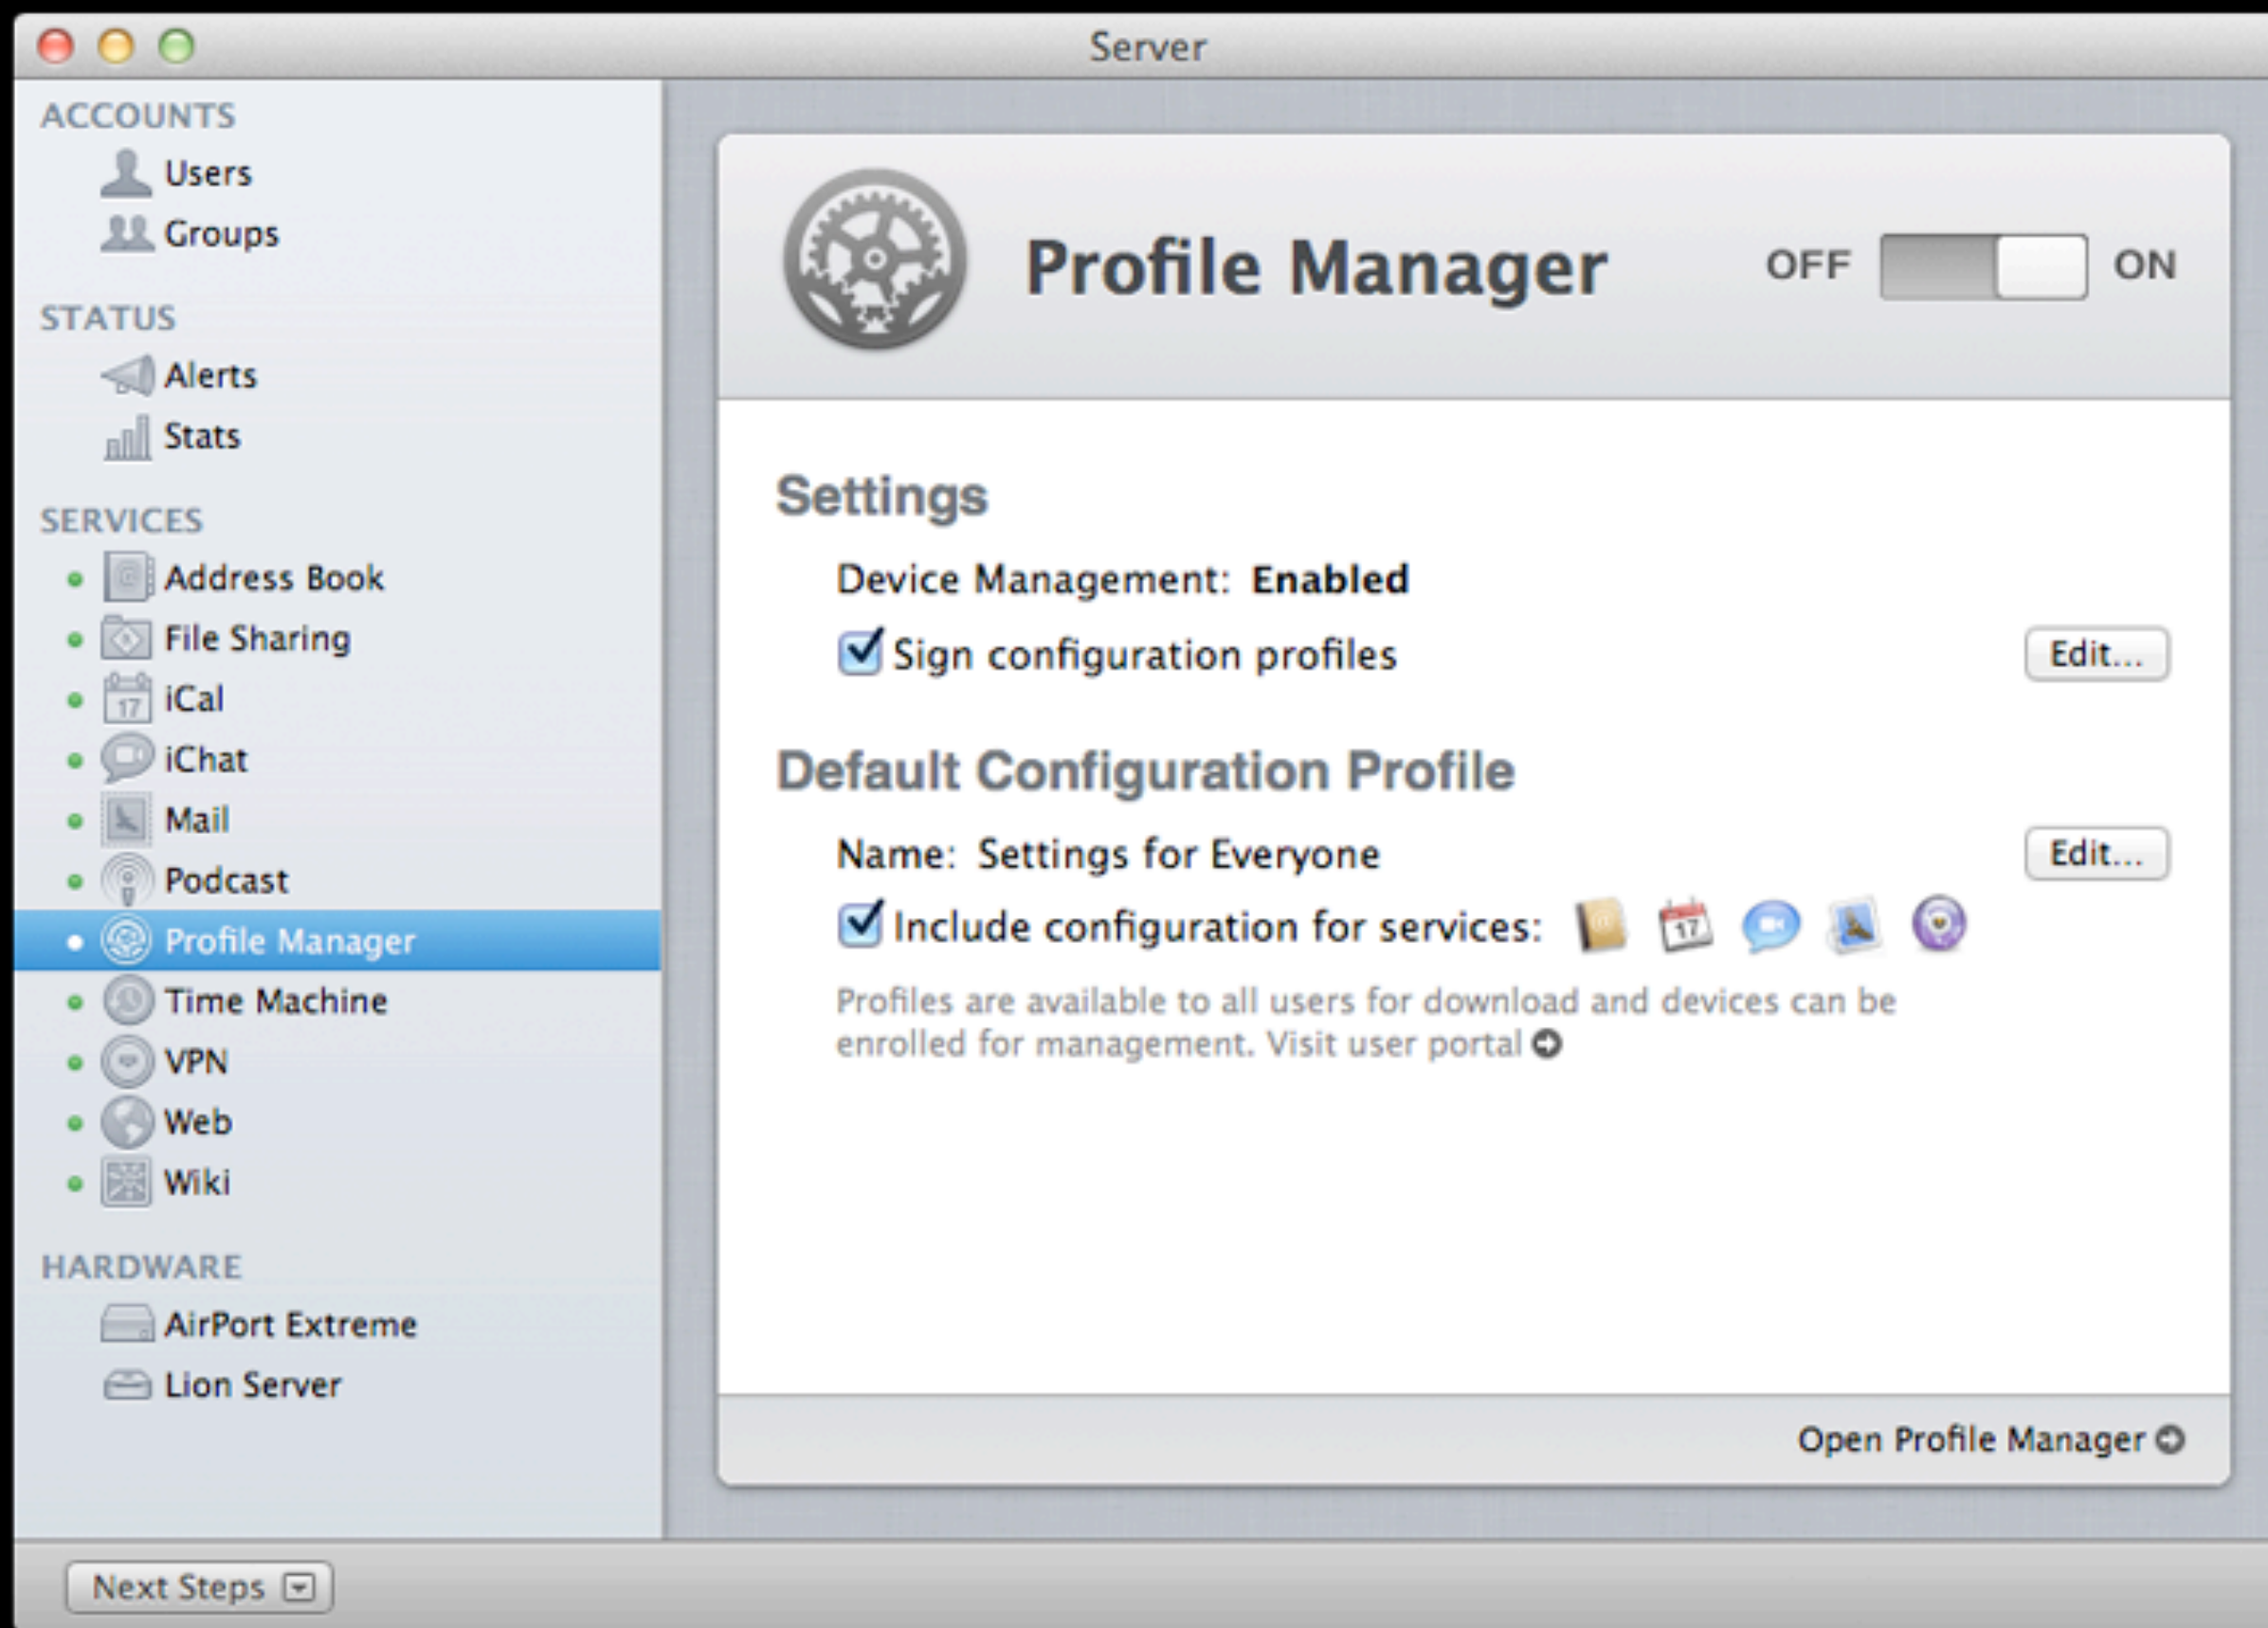 Server
ACCOUNTS
Users
Groups
STATUS
Alerts
Stats
SERVICES
Address Book
File Sharing
17
iCal
iChat
Mail
Podcast
Profile Manager
Time Machine
VPN
Web
Wiki
HARDWARE
AirPort Extreme
Lion Server
Next Steps
Profile Manager
OFF ON
Settings
Device Management: Enabled
Sign configuration profiles Edit...
Default Configuration Profile
Name: Settings for Everyone Edit...
Include configuration for services: 17
Profiles are available to all users for download and devices can be
enrolled for management. Visit user portal
Open Profile Manager